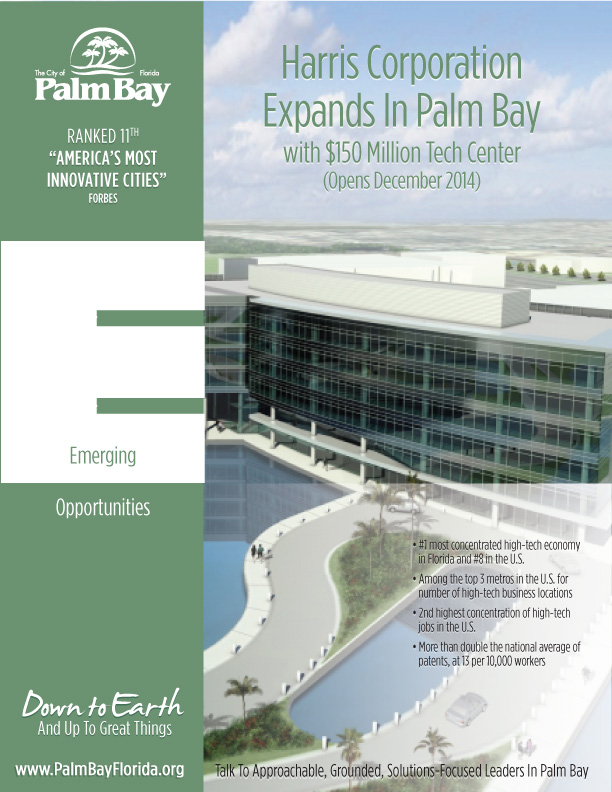 The City of Florida
Palm Bay
RANKED 11TH
“AMERICA’S MOST
INNOVATIVE CITIES”
FORBES
Harris Corporation
Expands In Palm Bay
with $150 Million Tech Center
(Opens December 2014)
Emerging
Opportunities
• #1 most concentrated high-tech economy
in Florida and #8 in the U.S.
• Among the top 3 metros in the U.S. for
number of high-tech business locations
• 2nd highest concentration of high-tech
jobs in the U.S.
• More than double the national average of
patents, at 13 per 10,000 workers
Down to Earth
And Up To Great Things
www.PalmBayFlorida.org
Talk To Approachable, Grounded, Solutions-Focused Leaders In Palm Bay